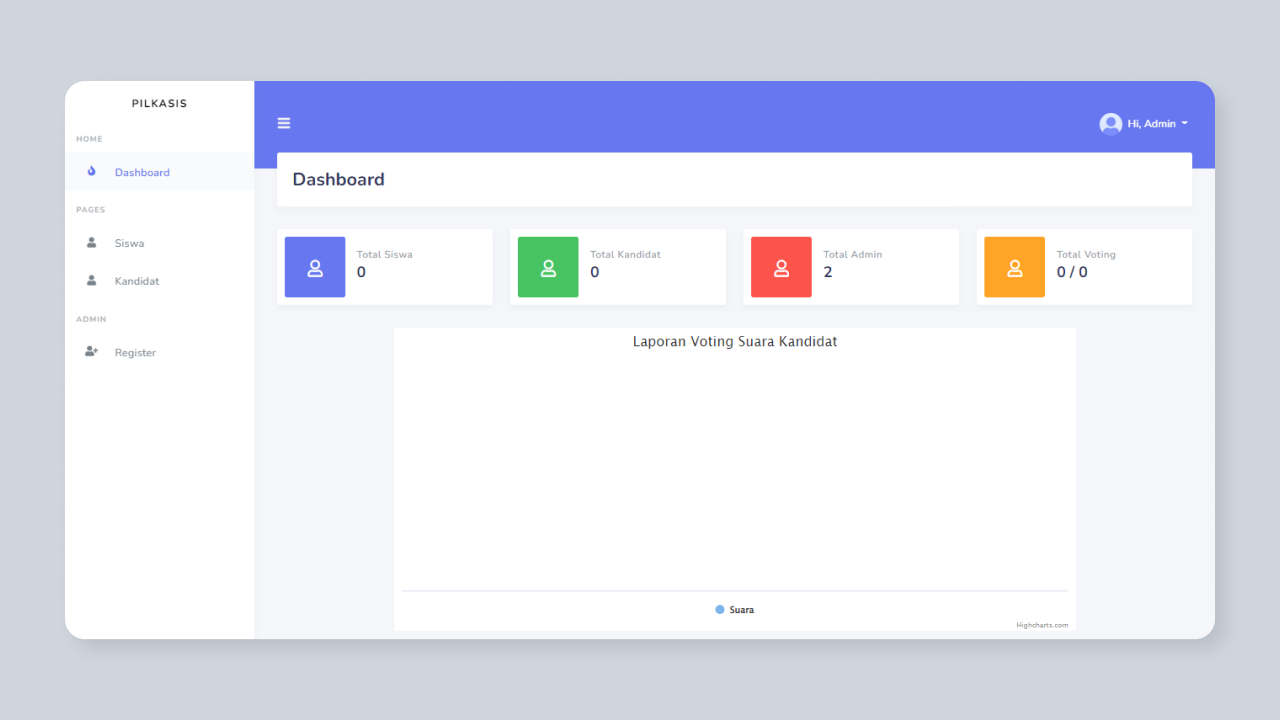 PILKASIS
HOME
Dashboard
PAGES
Siswa
Kandidat
ADMIN
Register
Hi, Admin
Dashboard
Total Siswa
0
Total Kandidat
0
Total Admin
2
Total Voting
0 / 0
Laporan Voting Suara Kandidat
Suara
Highcharts.com